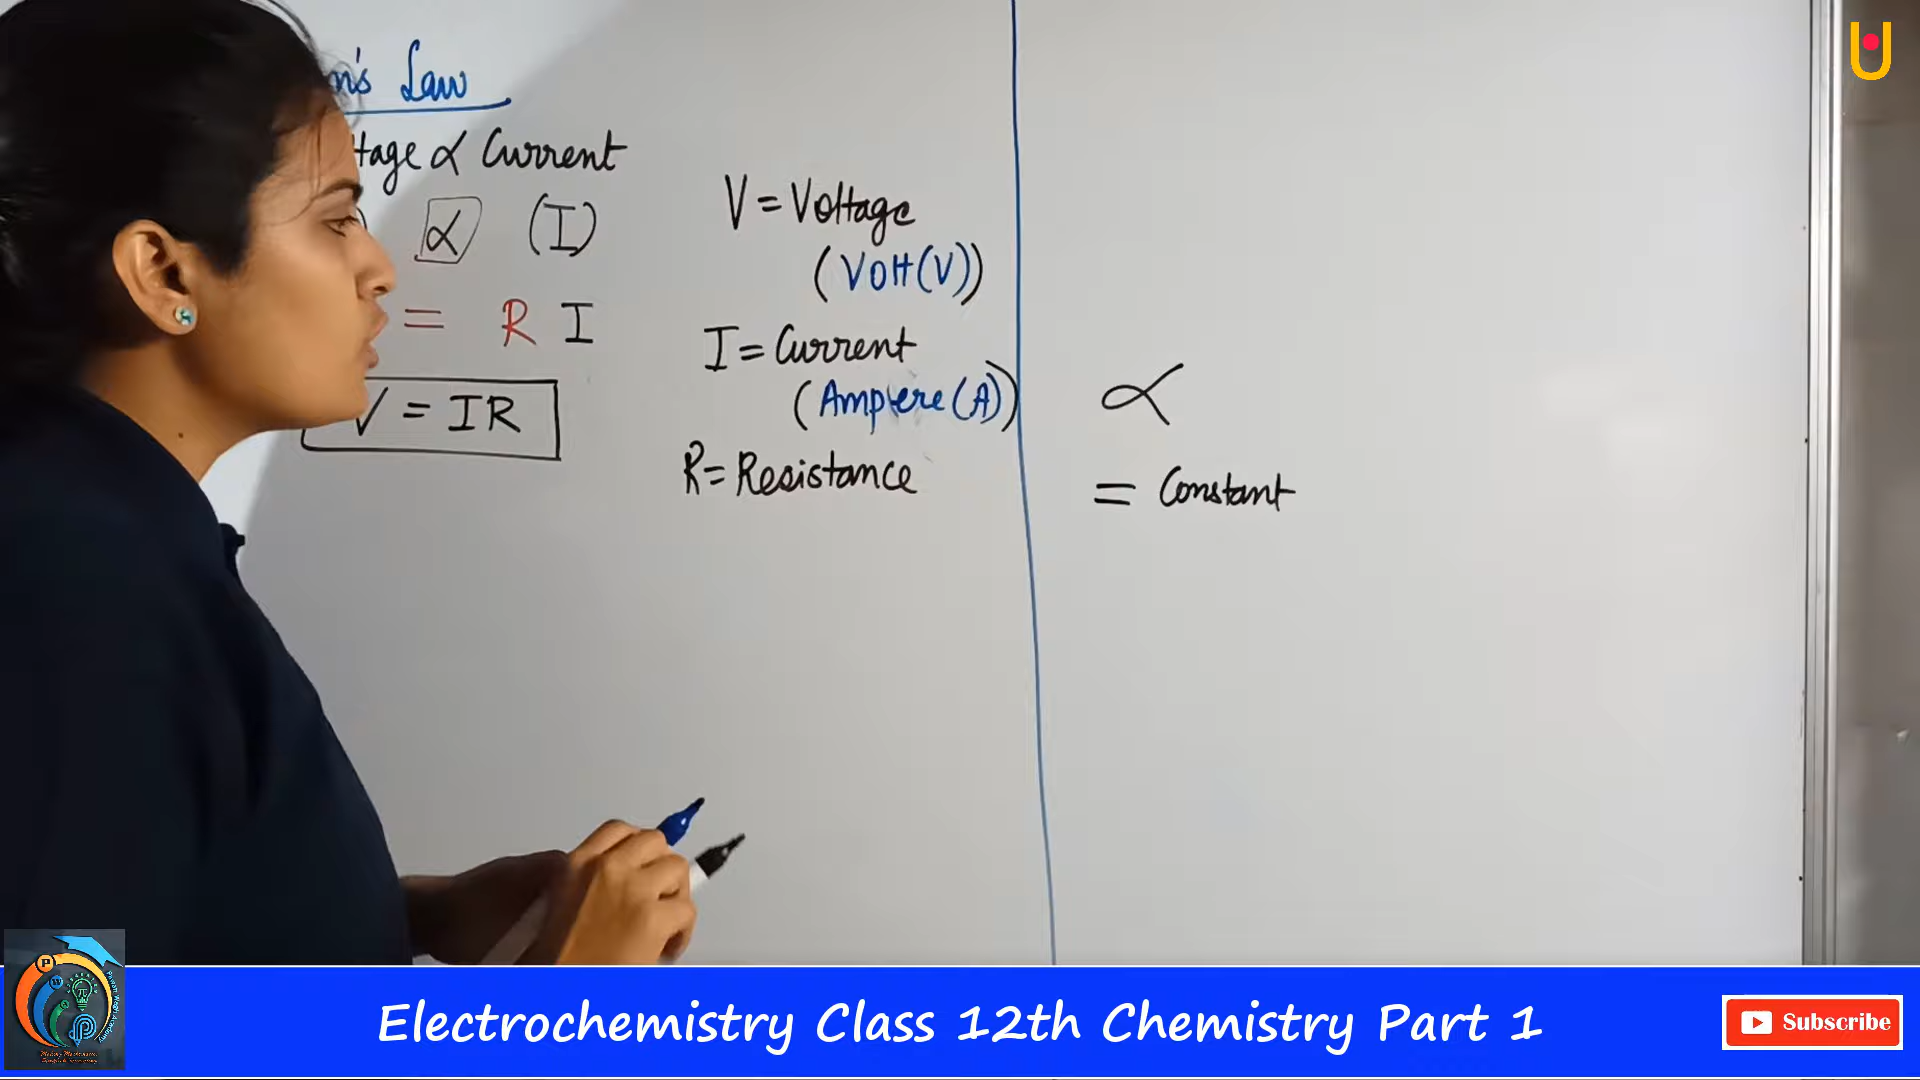 m's Law
tage ∝ Current
∝ (I)
= R I
V = IR
V = Voltage
(Volt(V))
I = Current
(Ampere(A))
R = Resistance
∝
= Constant
Electrochemistry Class 12th Chemistry Part 1
Subscribe